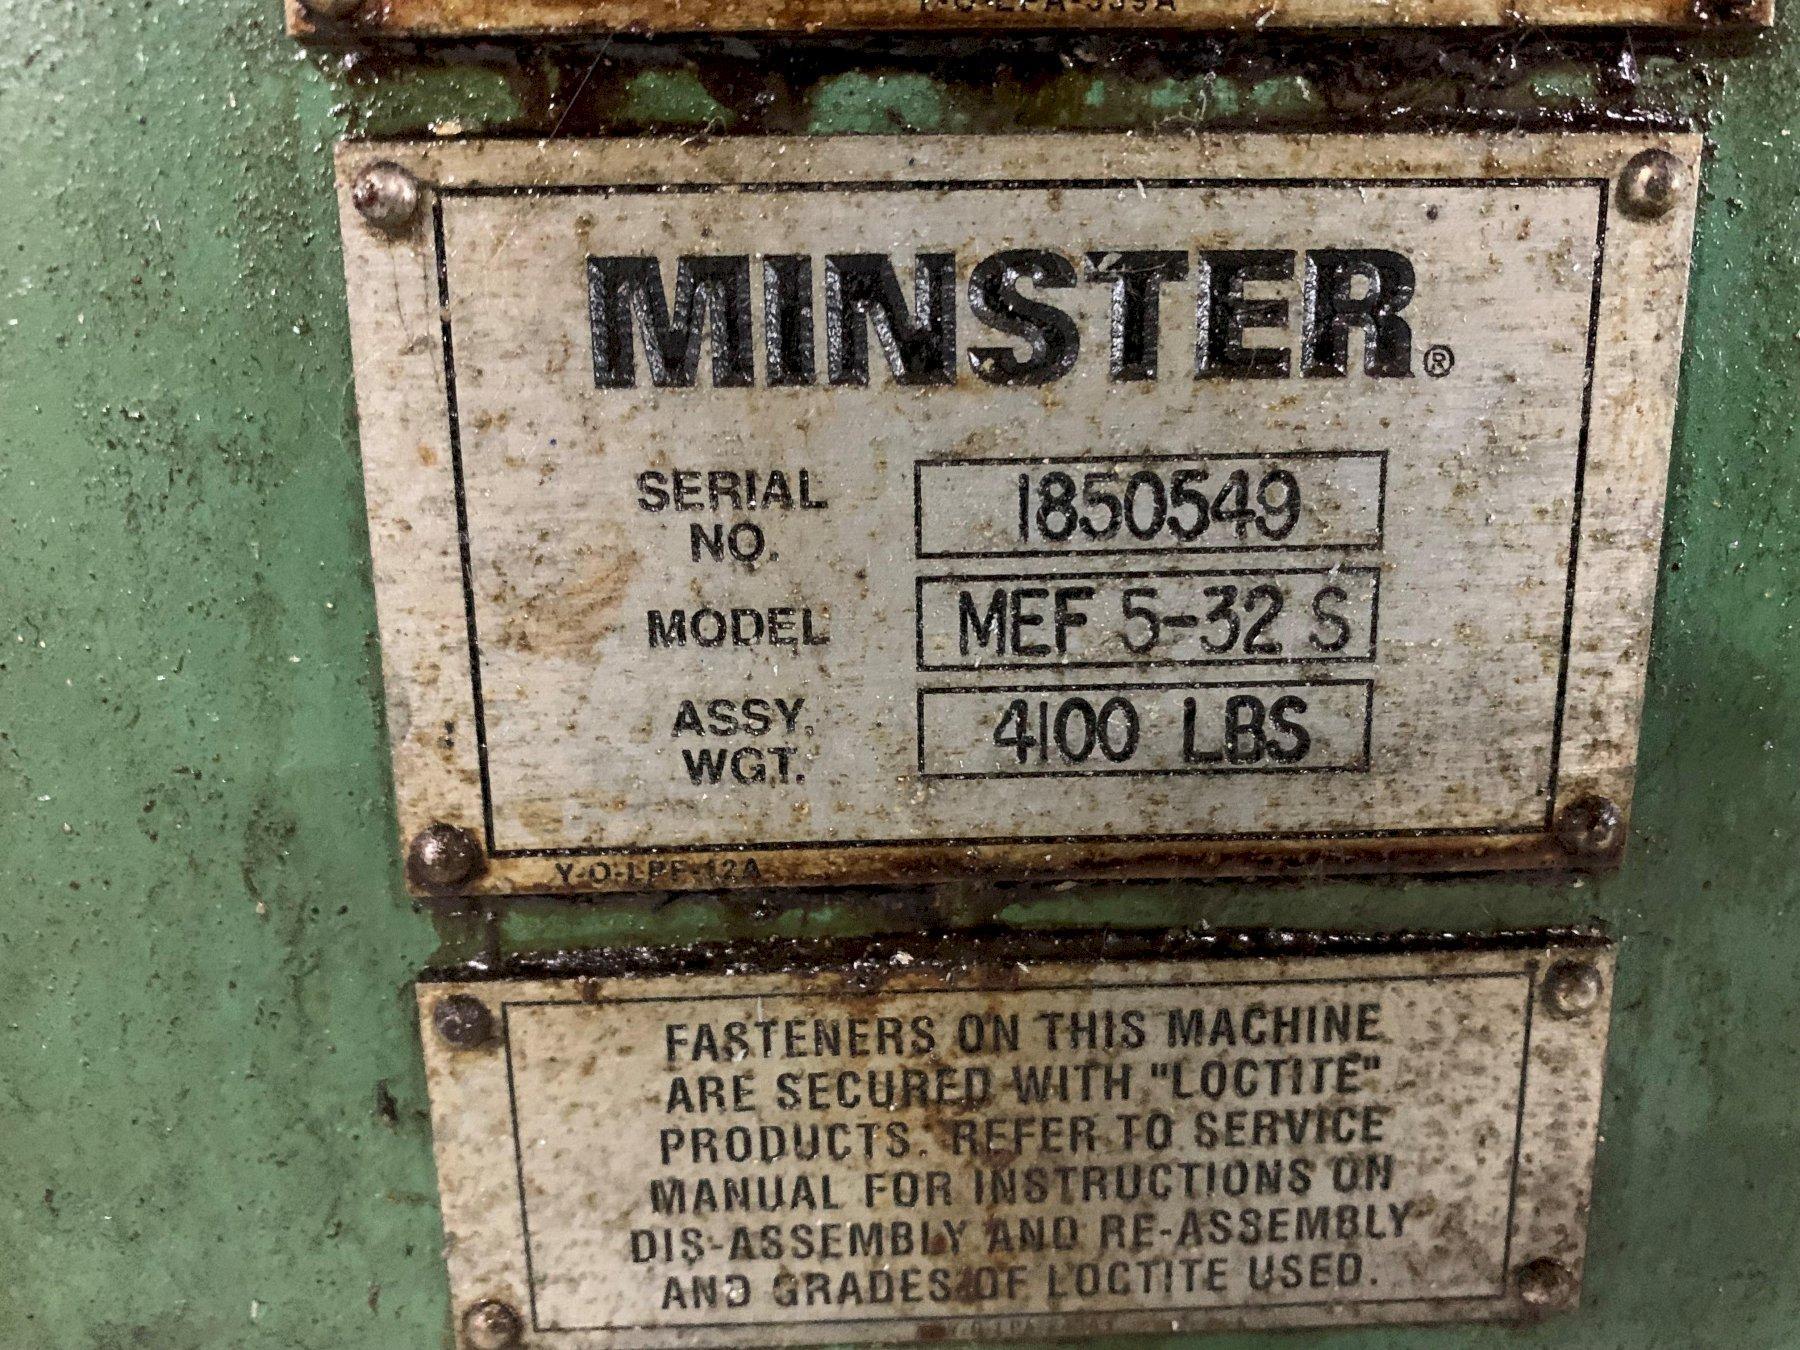 MINSTER®
SERIAL NO. 1850549
MODEL MEF 5-32 S
ASSY. WGT. 4100 LBS
Y-O-LPF-12A
FASTENERS ON THIS MACHINE
ARE SECURED WITH "LOCTITE"
PRODUCTS. REFER TO SERVICE
MANUAL FOR INSTRUCTIONS ON
DIS-ASSEMBLY AND RE-ASSEMBLY
AND GRADES OF LOCTITE USED.